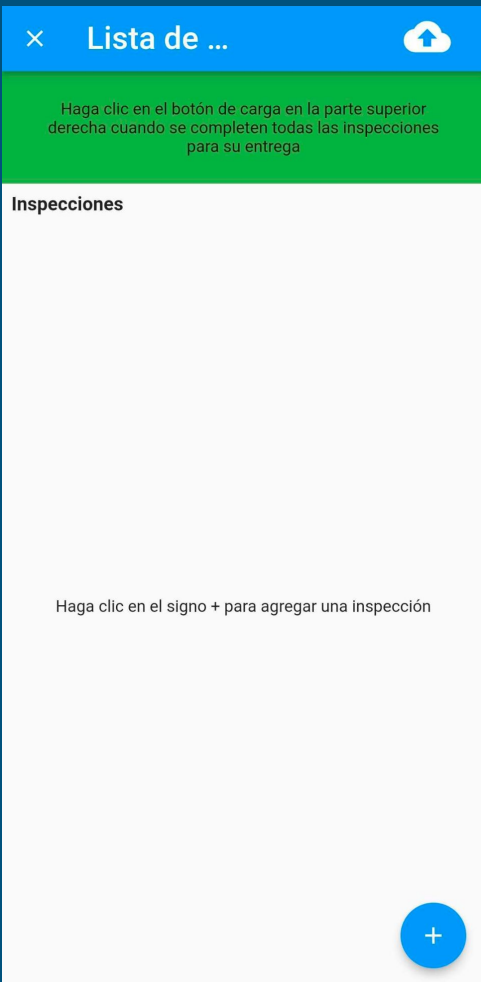 Lista de ...
Haga clic en el botón de carga en la parte superior
derecha cuando se completen todas las inspecciones
para su entrega
Inspecciones
Haga clic en el signo + para agregar una inspección
+